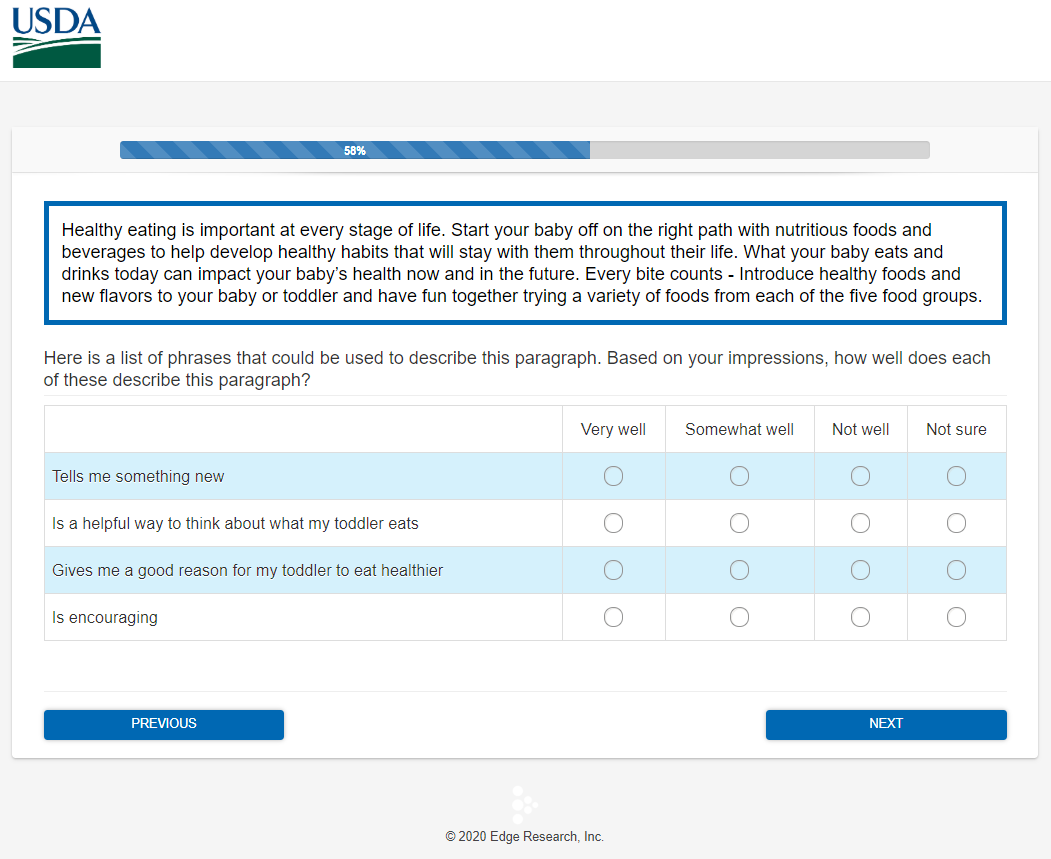 USDA
58%
Healthy eating is important at every stage of life. Start your baby off on the right path with nutritious foods and
beverages to help develop healthy habits that will stay with them throughout their life. What your baby eats and
drinks today can impact your baby’s health now and in the future. Every bite counts - Introduce healthy foods and
new flavors to your baby or toddler and have fun together trying a variety of foods from each of the five food groups.
Here is a list of phrases that could be used to describe this paragraph. Based on your impressions, how well does each
of these describe this paragraph?
Very well Somewhat well Not well Not sure
Tells me something new
Is a helpful way to think about what my toddler eats
Gives me a good reason for my toddler to eat healthier
Is encouraging
PREVIOUS NEXT
© 2020 Edge Research, Inc.